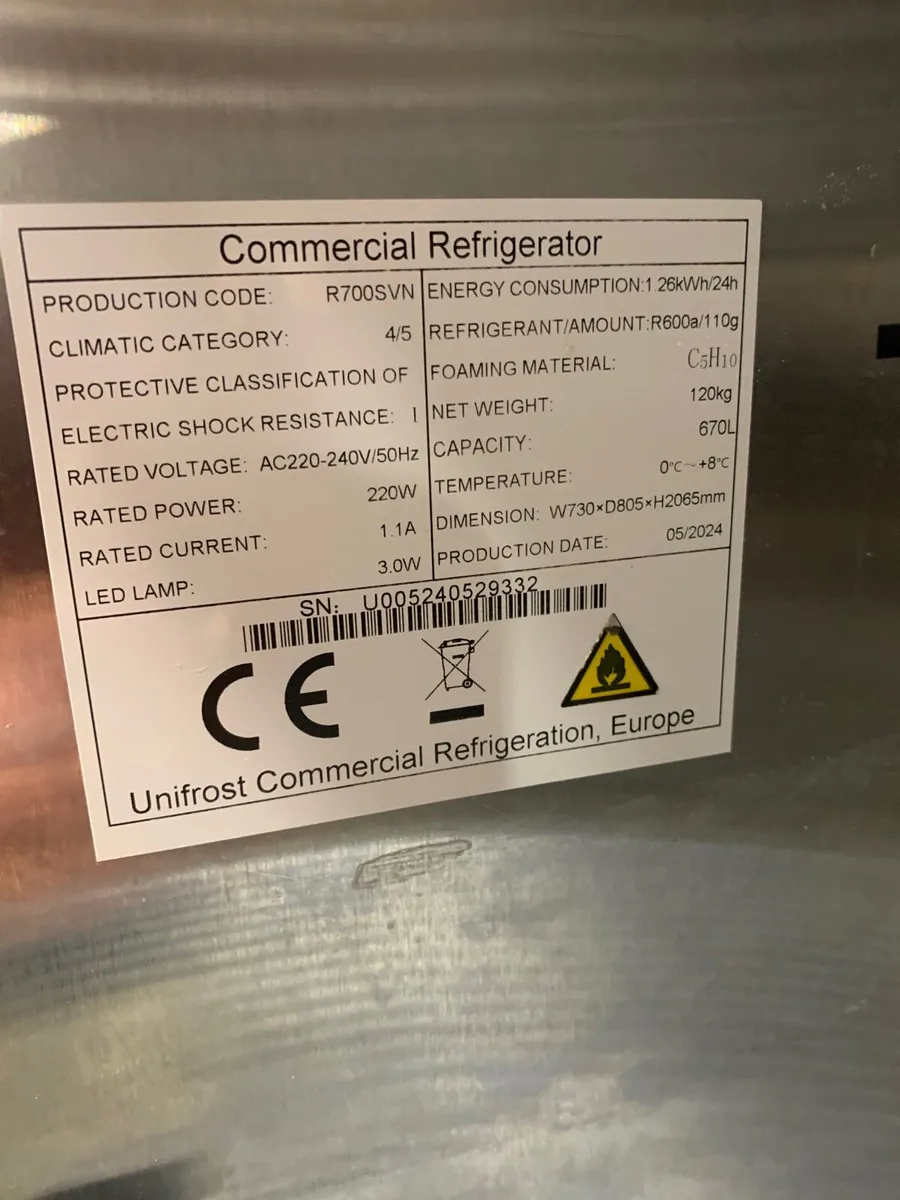 Commercial Refrigerator
PRODUCTION CODE: R700SVN
CLIMATIC CATEGORY: 4/5
PROTECTIVE CLASSIFICATION OF
ELECTRIC SHOCK RESISTANCE: I
RATED VOLTAGE: AC220-240V/50Hz
RATED POWER: 220W
RATED CURRENT: 1.1A
LED LAMP: 3.0W
ENERGY CONSUMPTION:1.26kWh/24h
REFRIGERANT/AMOUNT:R600a/110g
FOAMING MATERIAL: C5H10
NET WEIGHT: 120kg
CAPACITY: 670L
TEMPERATURE: 0℃~+8℃
DIMENSION: W730×D805×H2065mm
PRODUCTION DATE: 05/2024
SN: U005240529332
CE
Unifrost Commercial Refrigeration, Europe